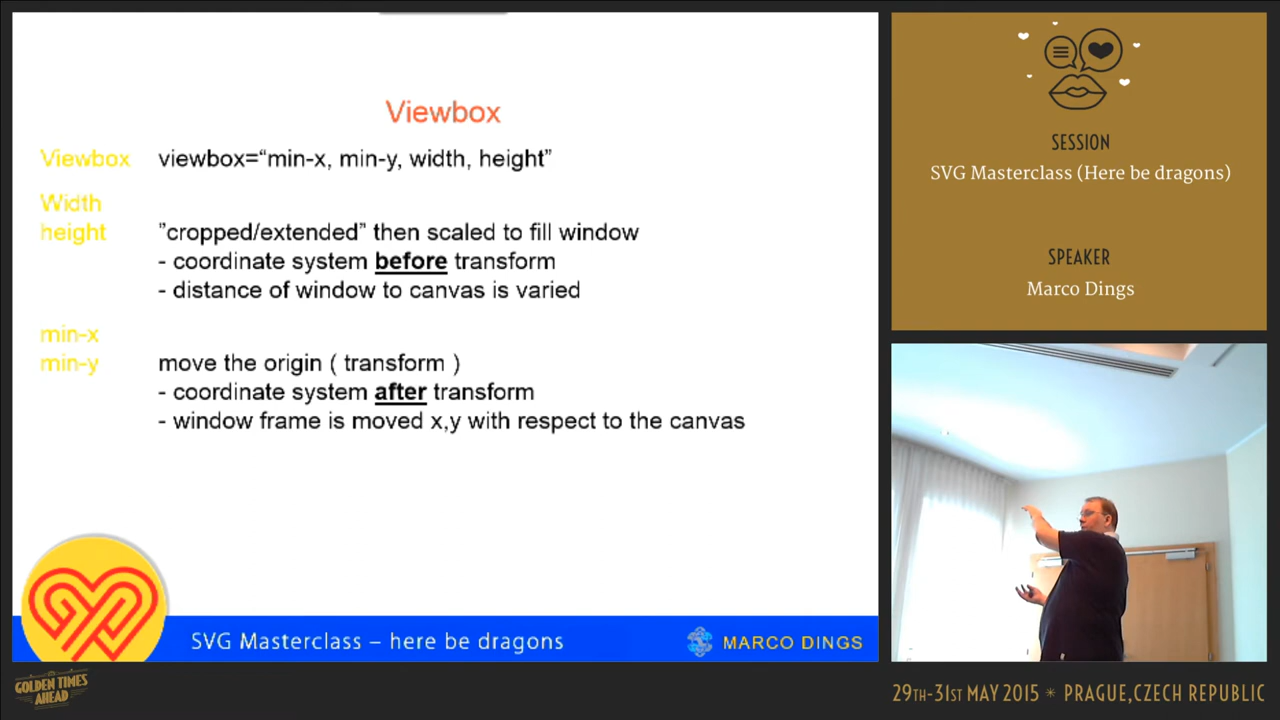 Viewbox
Viewbox viewbox=“min-x, min-y, width, height”
Width
height ”cropped/extended” then scaled to fill window
- coordinate system before transform
- distance of window to canvas is varied
min-x
min-y move the origin ( transform )
- coordinate system after transform
- window frame is moved x,y with respect to the canvas
SVG Masterclass – here be dragons
MARCO DINGS
SESSION
SVG Masterclass (Here be dragons)
SPEAKER
Marco Dings
GOLDEN TIMES
AHEAD
29TH-31ST MAY 2015 * PRAGUE,CZECH REPUBLIC